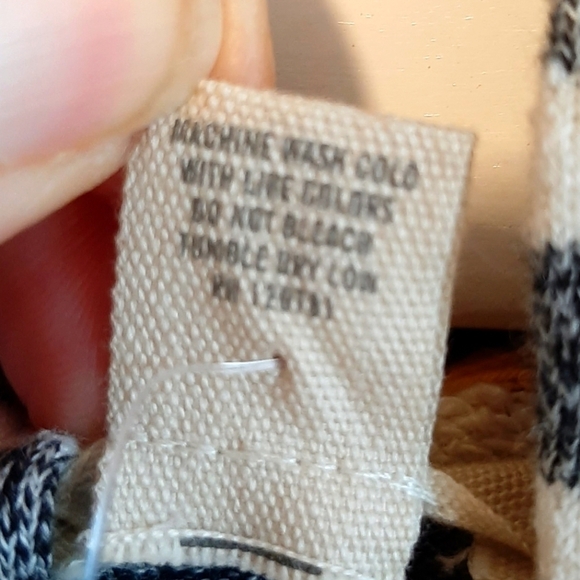 MACHINE WASH COLD
WITH LIKE COLORS
DO NOT BLEACH
TUMBLE DRY LOW